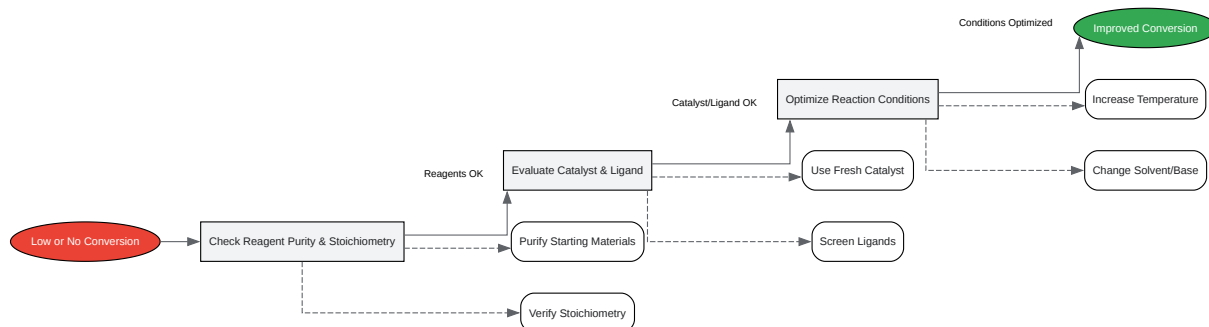 Conditions Optimized
Improved Conversion
Catalyst/Ligand OK
Optimize Reaction Conditions
Increase Temperature
Reagents OK
Evaluate Catalyst & Ligand
Use Fresh Catalyst
Change Solvent/Base
Low or No Conversion
Check Reagent Purity & Stoichiometry
Purify Starting Materials
Screen Ligands
Verify Stoichiometry